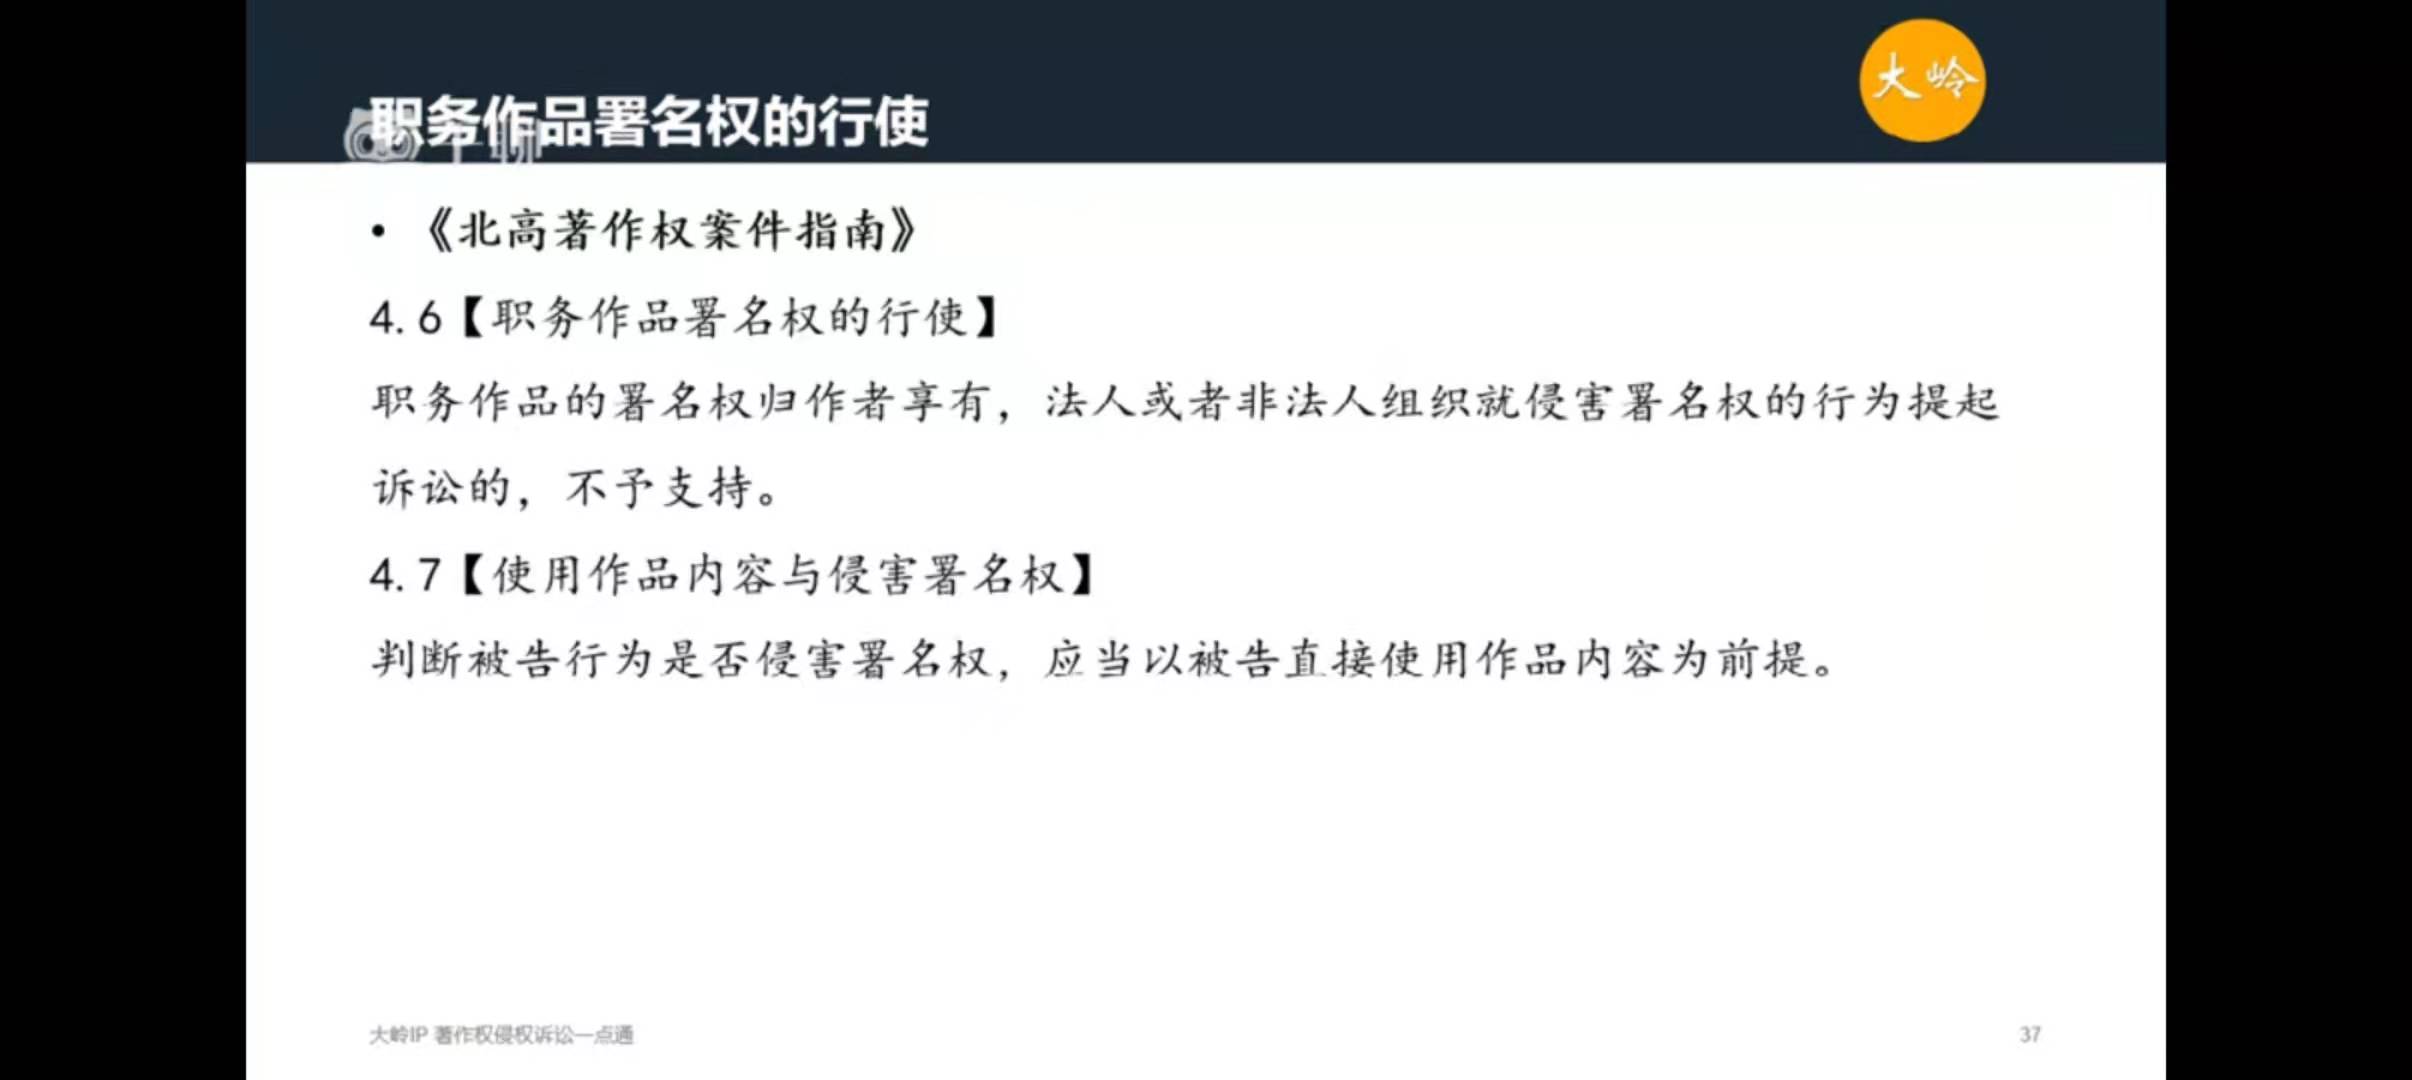 大岭
职务作品署名权的行使
千聊
• 《北高著作权案件指南》
4.6【职务作品署名权的行使】
职务作品的署名权归作者享有，法人或者非法人组织就侵害署名权的行为提起
诉讼的，不予支持。
4.7【使用作品内容与侵害署名权】
判断被告行为是否侵害署名权，应当以被告直接使用作品内容为前提。
大岭IP 著作权侵权诉讼一点通
37